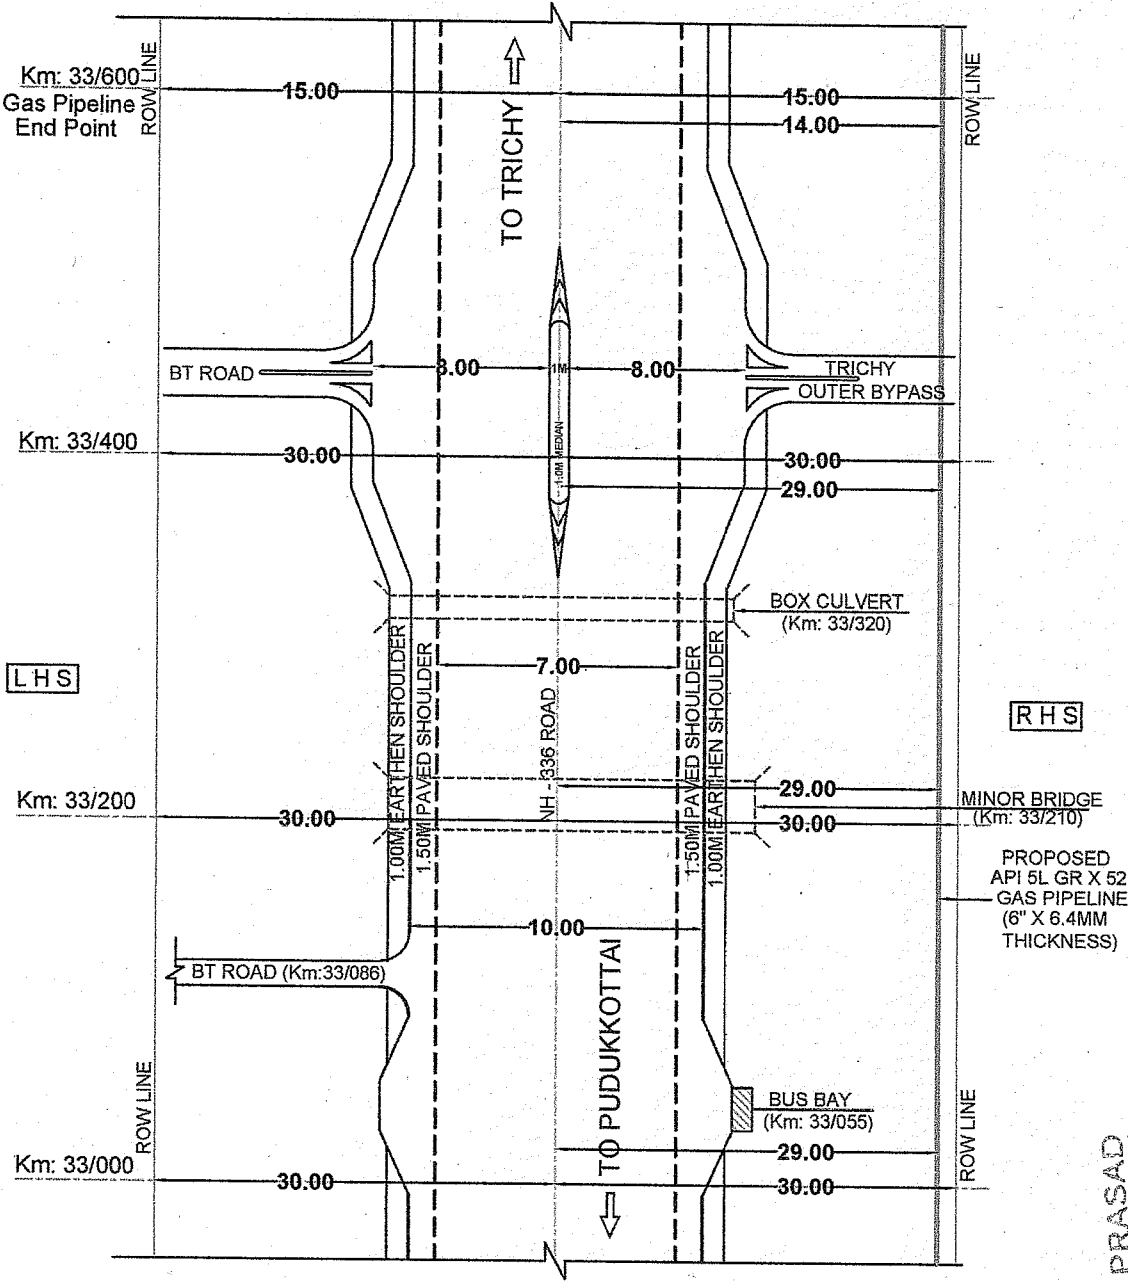 Km: 33/600
Gas Pipeline
End Point
ROW LINE
15.00
15.00
14.00
ROW LINE
TO TRICHY
BT ROAD
8.00
1M
8.00
TRICHY
OUTER BYPASS
Km: 33/400
30.00
1.0M MEDIAN
30.00
29.00
BOX CULVERT
(Km: 33/320)
LHS
1.00M EARTHEN SHOULDER
1.50M PAVED SHOULDER
7.00
NH - 336 ROAD
1.50M PAVED SHOULDER
1.00M EARTHEN SHOULDER
RHS
Km: 33/200
30.00
29.00
30.00
MINOR BRIDGE
(Km: 33/210)
PROPOSED
API 5L GR X 52
GAS PIPELINE
(6" X 6.4MM
THICKNESS)
10.00
BT ROAD (Km:33/086)
TO PUDUKKOTTAI
BUS BAY
(Km: 33/055)
ROW LINE
Km: 33/000
30.00
29.00
30.00
ROW LINE
PRASAD